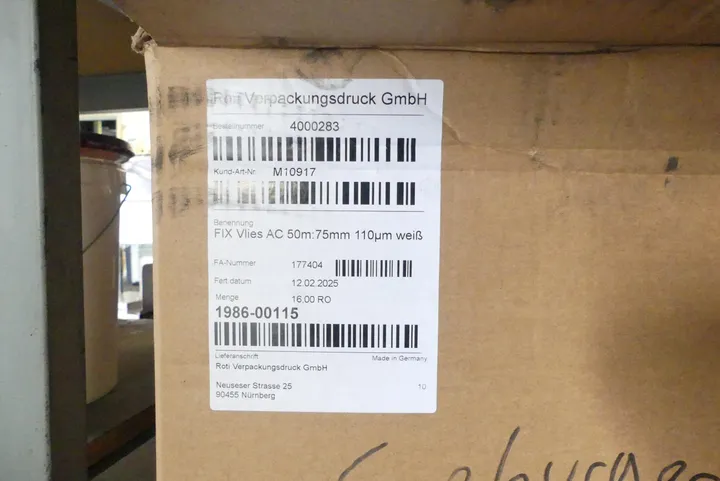 Roti Verpackungsdruck GmbH
Bestellnummer 4000283
Kund-Art-Nr. M10917
Benennung
FIX Vlies AC 50m:75mm 110µm weiß
FA-Nummer 177404
Fert datum 12.02.2025
Menge 16.00 RO
1986-00115
Lieferanschrift Made in Germany
Roti Verpackungsdruck GmbH
Neuseser Strasse 25 10
90455 Nürnberg